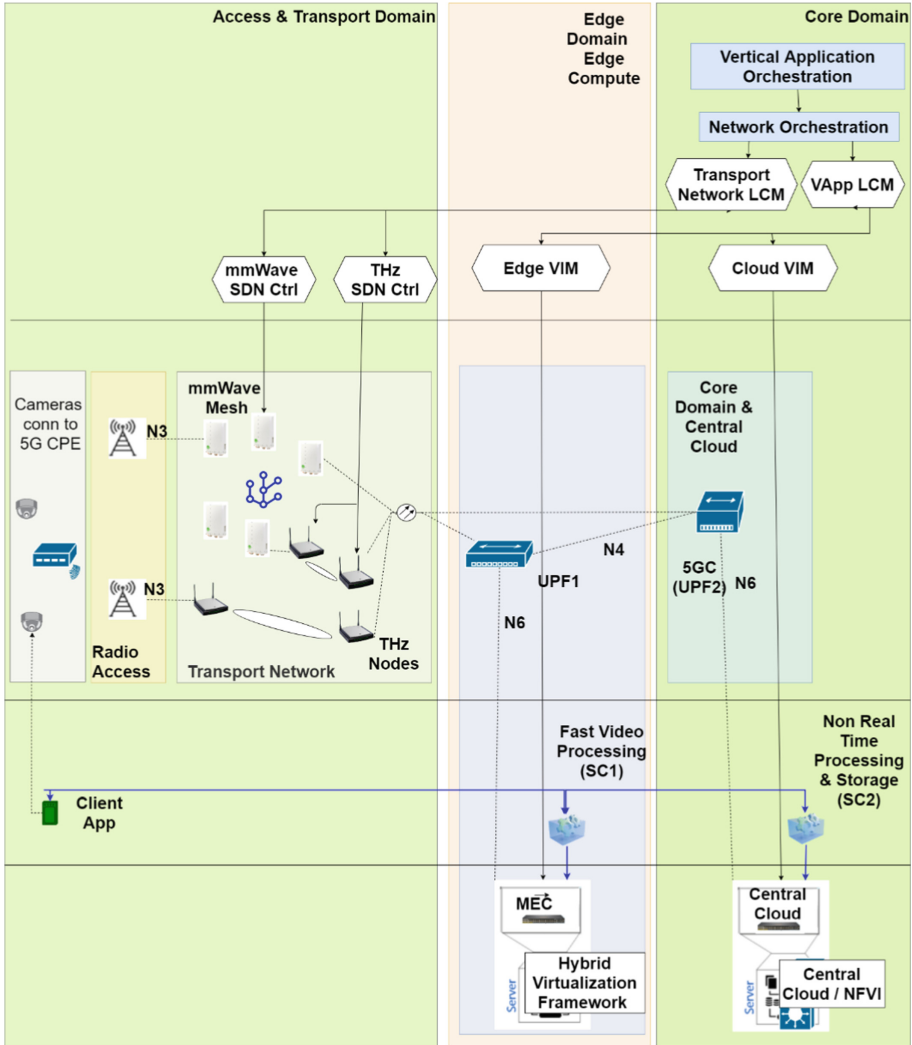 Access & Transport Domain
Edge
Domain
Edge
Compute
Core Domain
Vertical Application
Orchestration
Network Orchestration
Transport
Network LCM
VApp LCM
mmWave
SDN Ctrl
THz
SDN Ctrl
Edge VIM
Cloud VIM
Cameras
conn to
5G CPE
N3
mmWave
Mesh
Core
Domain &
Central
Cloud
N4
UPF1
5GC
(UPF2)
N6
N3
N6
Radio
Access
Transport Network
THz
Nodes
Fast Video
Processing
(SC1)
Non Real
Time
Processing
& Storage
(SC2)
Client
App
MEC
Central
Cloud
Server
Hybrid
Virtualization
Framework
Server
Central
Cloud / NFVI